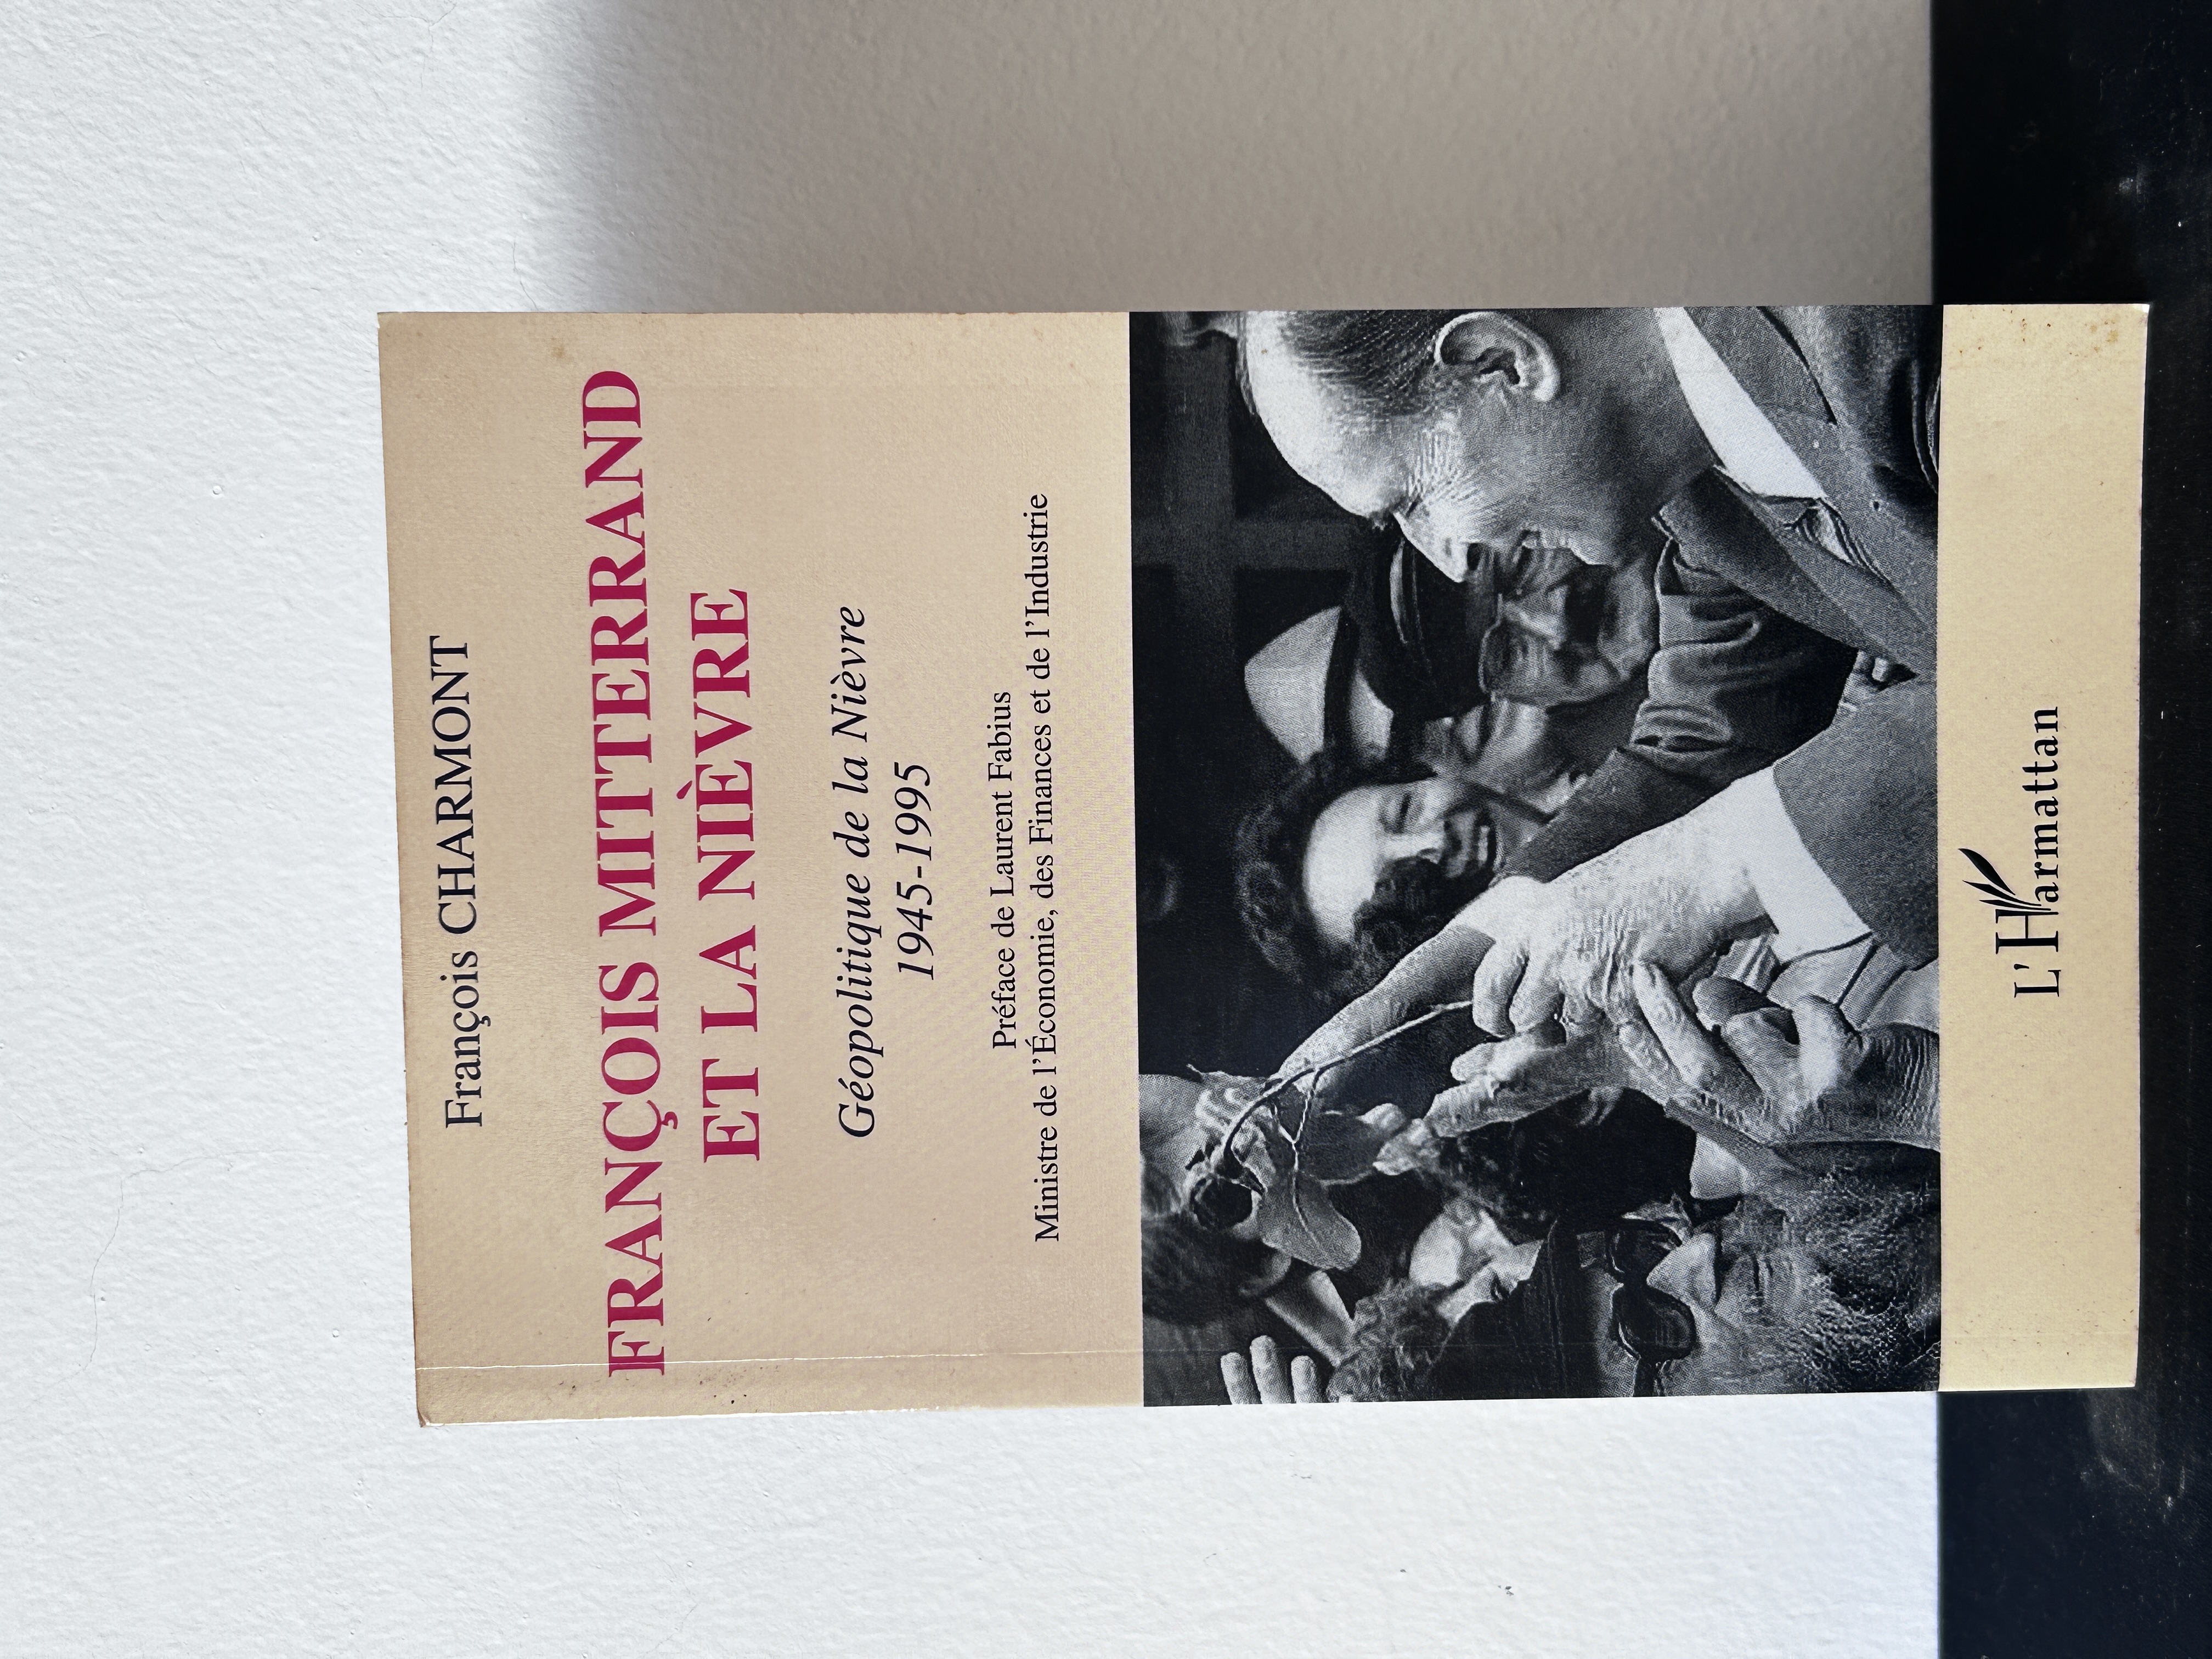 François CHARMONT
FRANÇOIS MITTERRAND
ET LA NIÈVRE
Géopolitique de la Nièvre
1945-1995
Préface de Laurent Fabius
Ministre de l'Économie, des Finances et de l'Industrie
L'Harmattan